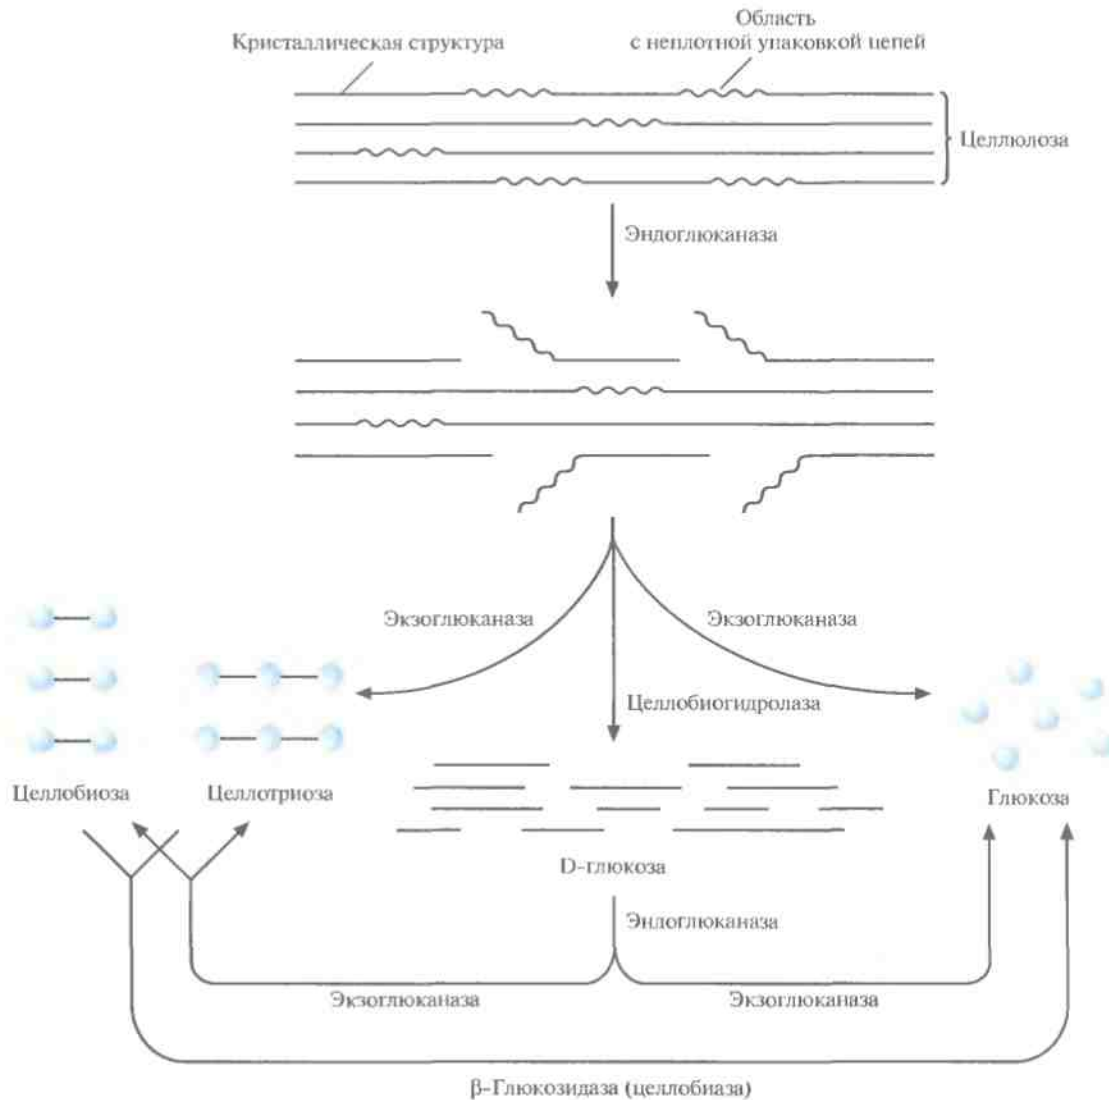 Кристаллическая структура
Область
с неплотной упаковкой цепей
Целлюлоза
Эндоглюканаза
Экзоглюканаза
Экзоглюканаза
Целлобиогидролаза
Целлобиоза
Целлотриоза
Глюкоза
D-глюкоза
Эндоглюканаза
Экзоглюканаза
Экзоглюканаза
β-Глюкозидаза (целлобиаза)